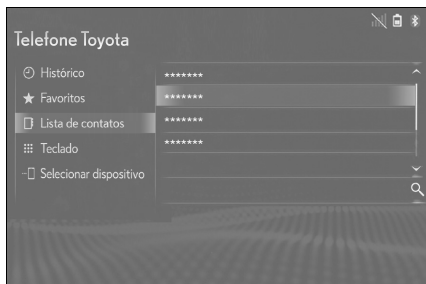 Telefone Toyota
Histórico
Favoritos
Lista de contatos
Teclado
Selecionar dispositivo
*******
*******
*******
*******